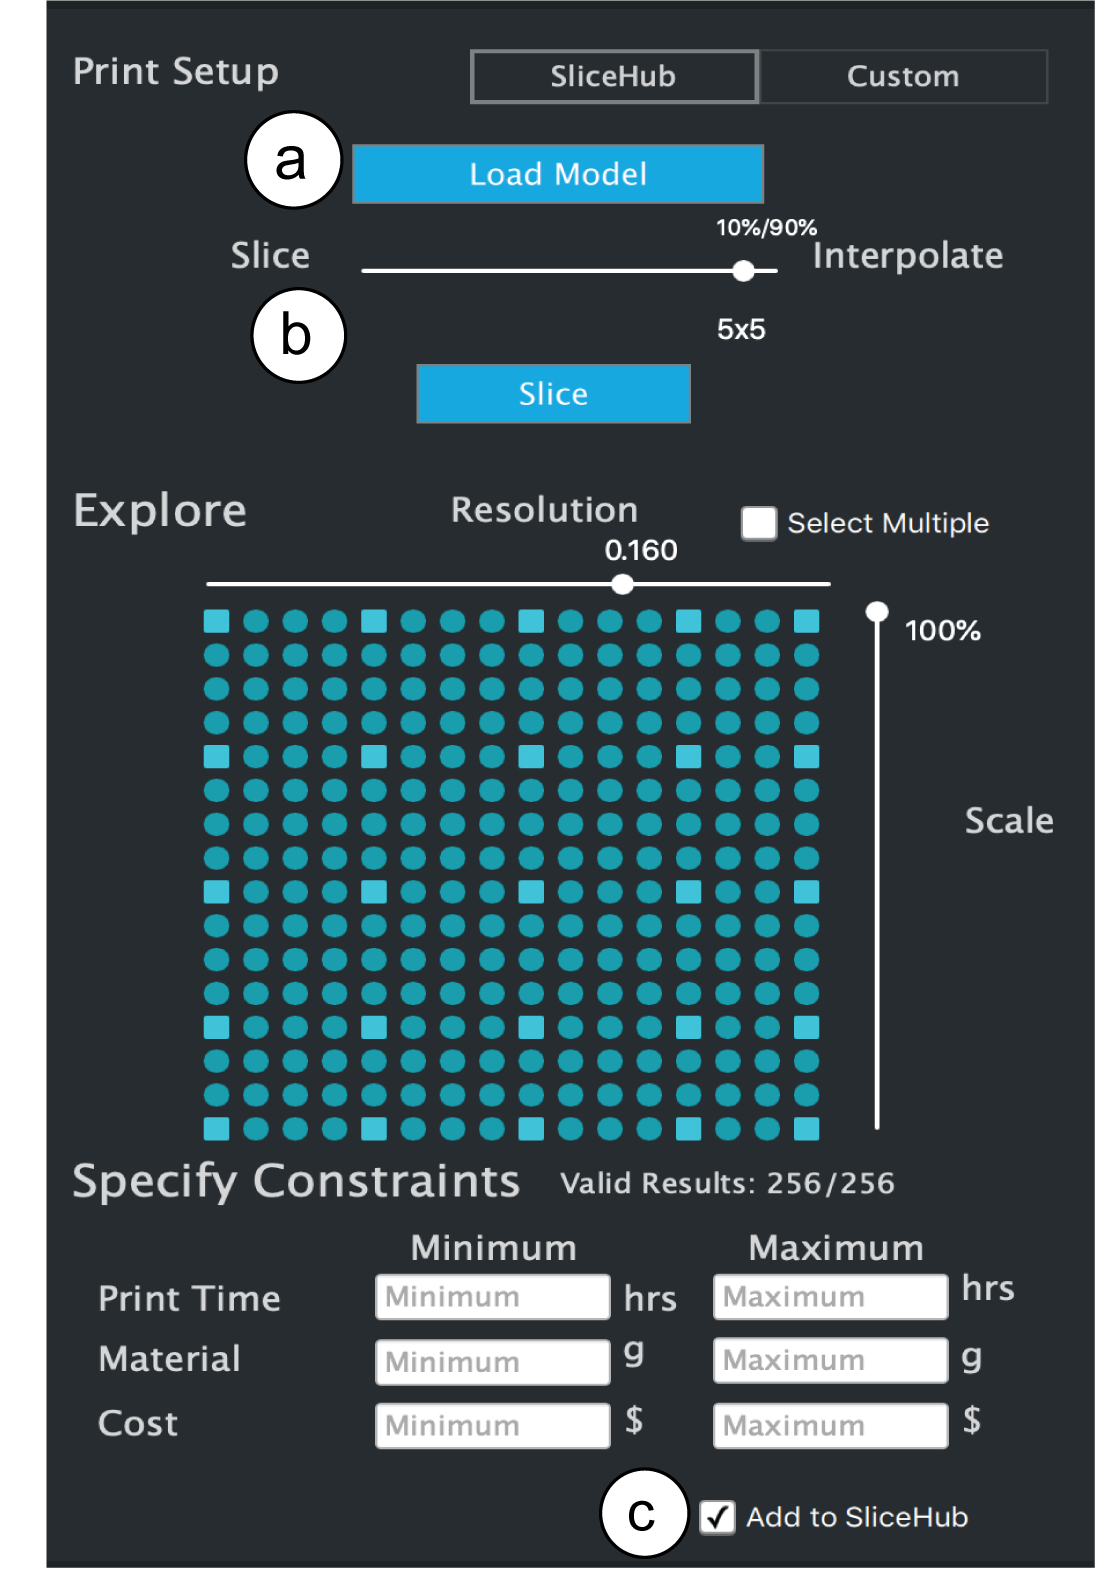 Print Setup SliceHub Custom
a Load Model
10%/90%
Slice Interpolate
b 5x5
Slice
Explore Resolution Select Multiple
0.160
100%
Scale
Specify Constraints Valid Results: 256/256
Minimum Maximum
Print Time Minimum hrs Maximum hrs
Material Minimum g Maximum g
Cost Minimum $ Maximum $
c Add to SliceHub